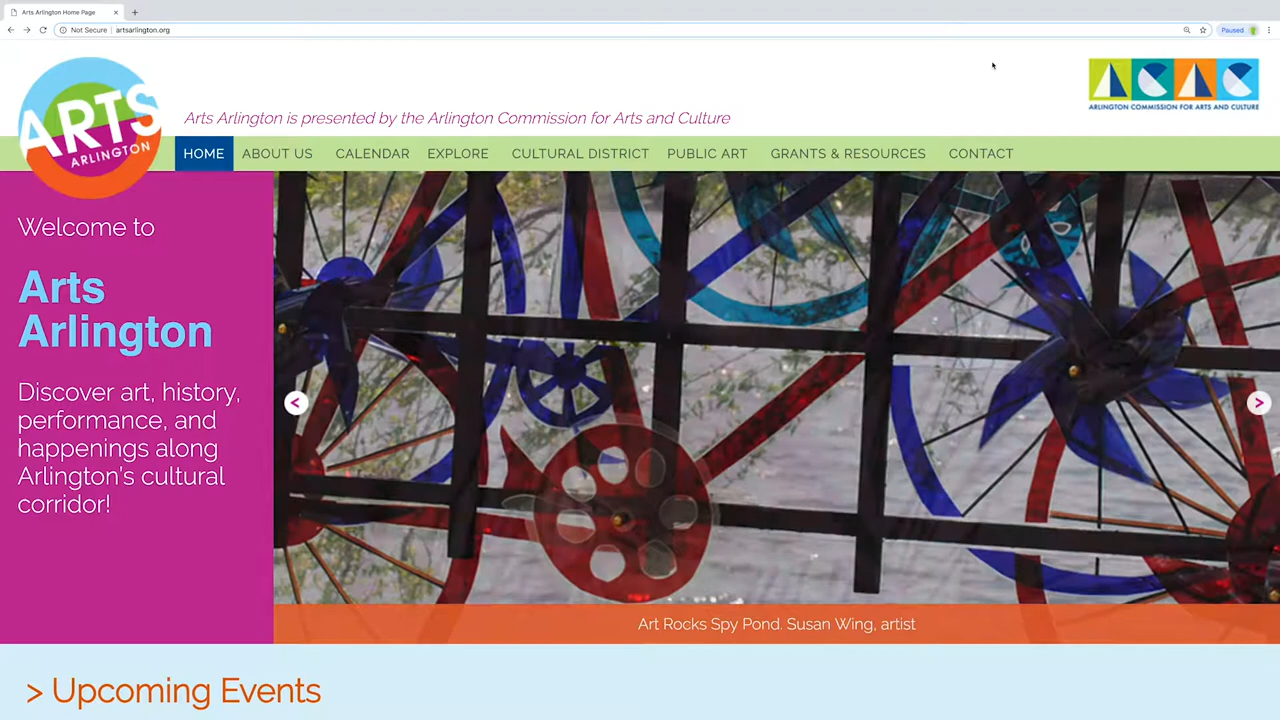 Arts Arlington Home Page
Not Secure | artsarlington.org
Paused
ARTS
ARLINGTON
Arts Arlington is presented by the Arlington Commission for Arts and Culture
ACAC
ARLINGTON COMMISSION FOR ARTS AND CULTURE
HOME ABOUT US CALENDAR EXPLORE CULTURAL DISTRICT PUBLIC ART GRANTS & RESOURCES CONTACT
Welcome to
Arts
Arlington
Discover art, history,
performance, and
happenings along
Arlington's cultural
corridor!
< >
Art Rocks Spy Pond. Susan Wing, artist
> Upcoming Events